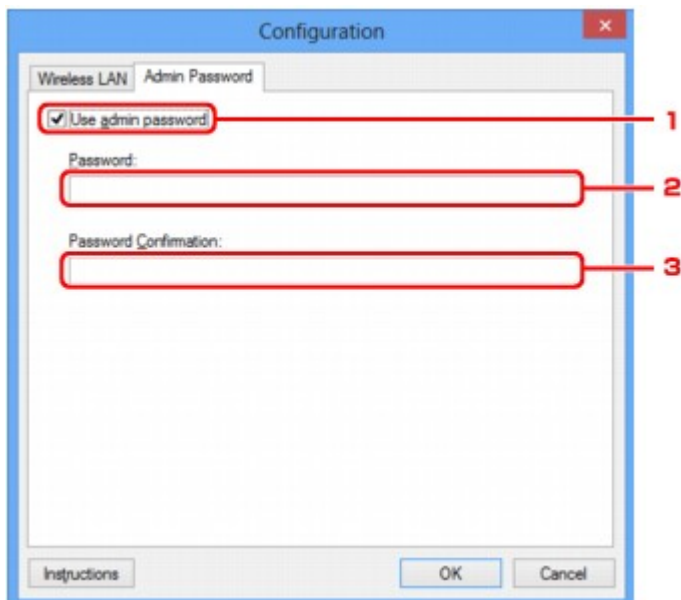 Configuration
Wireless LAN Admin Password
Use admin password 1
Password:
2
Password Confirmation:
3
Instructions OK Cancel